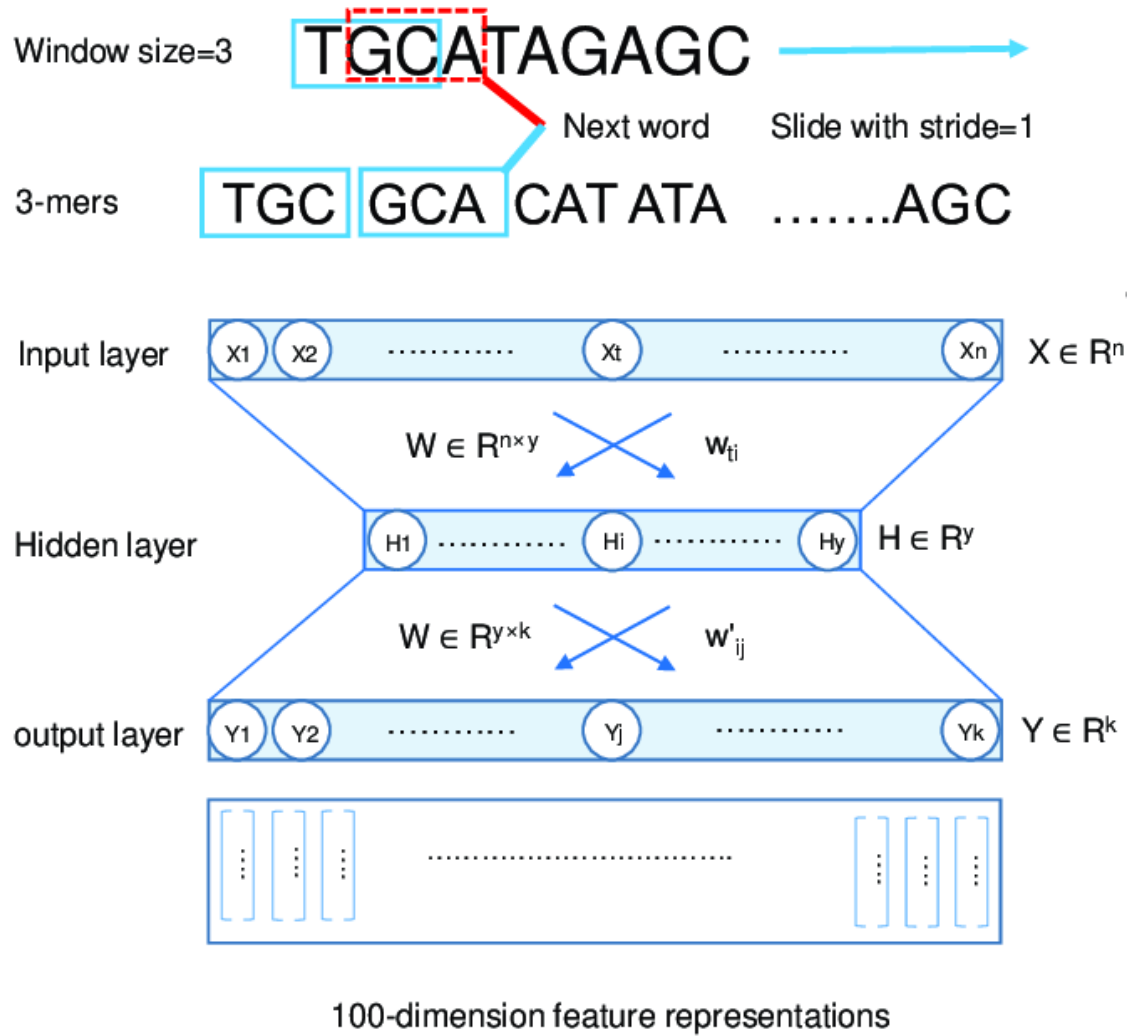 Window size=3 TGCATAGAGC
Next word Slide with stride=1
3-mers TGC GCA CAT ATA .......AGC
Input layer X1 X2 ............ Xt ............ Xn X ∈ Rⁿ
W ∈ Rⁿˣʸ w_ti
Hidden layer H1 ............ Hi ............ Hy H ∈ Rʸ
W ∈ Rʸˣᵏ w'_ij
output layer Y1 Y2 ............ Yj ............ Yk Y ∈ Rᵏ
100-dimension feature representations